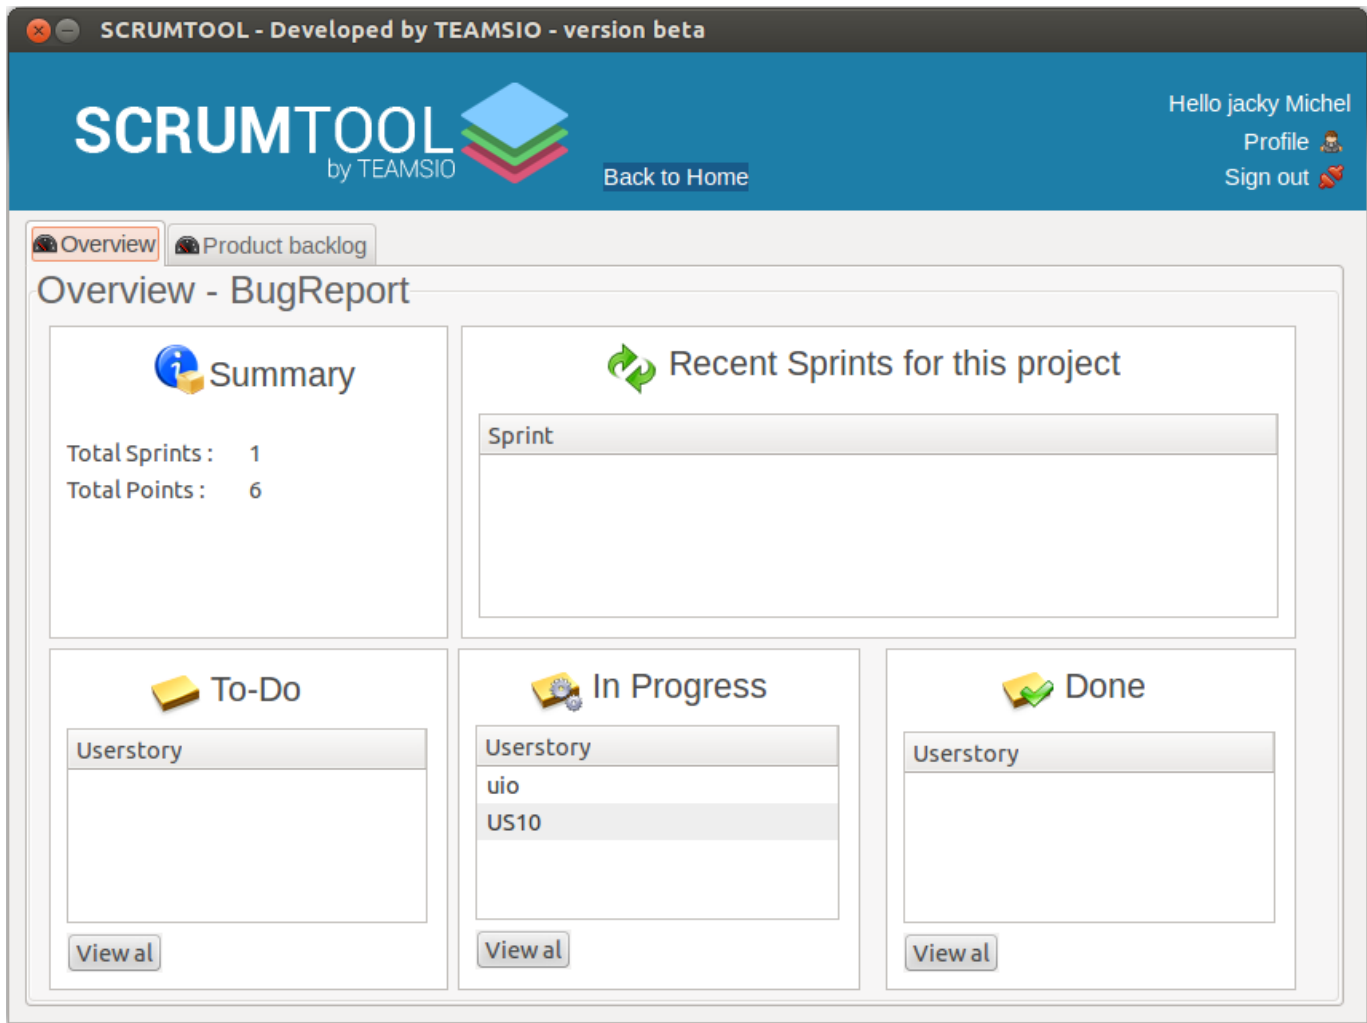 SCRUMTOOL - Developed by TEAMSIO - version beta
SCRUMTOOL
by TEAMSIO
Back to Home
Hello jacky Michel
Profile
Sign out
Overview
Product backlog
Overview - BugReport
Summary
Total Sprints : 1
Total Points : 6
Recent Sprints for this project
Sprint
To-Do
Userstory
View al
In Progress
Userstory
uio
US10
View al
Done
Userstory
View al